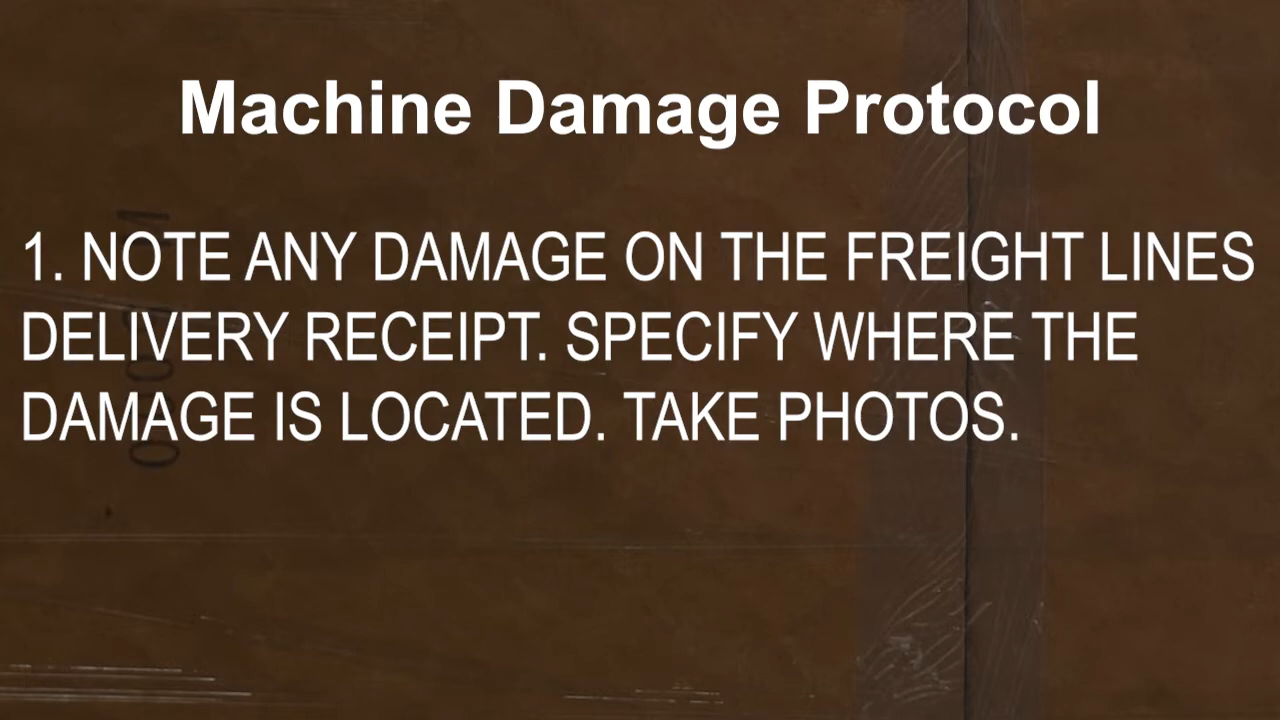 Machine Damage Protocol
1. NOTE ANY DAMAGE ON THE FREIGHT LINES
DELIVERY RECEIPT. SPECIFY WHERE THE
DAMAGE IS LOCATED. TAKE PHOTOS.